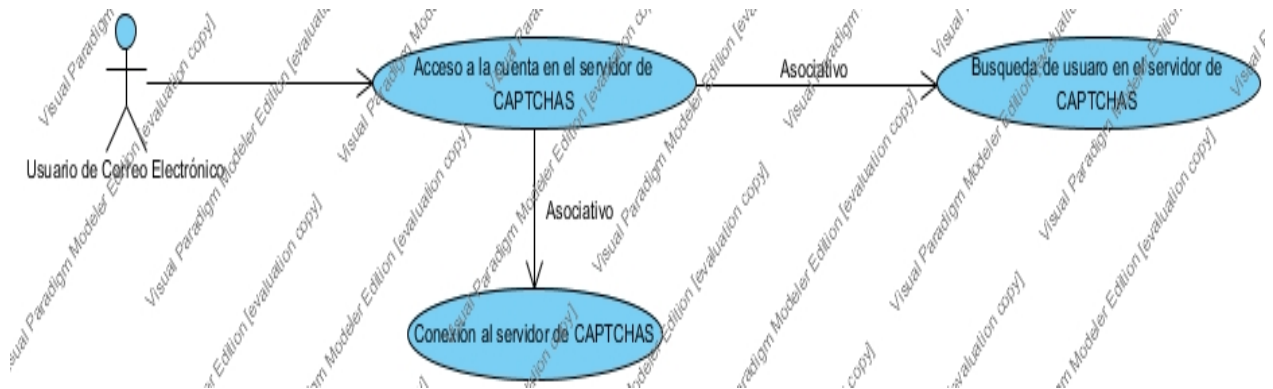 Acceso a la cuenta en el servidor de
CAPTCHAS
Asociativo
Busqueda de usuaro en el servidor de
CAPTCHAS
Usuario de Correo Electrónico
Asociativo
Conexión al servidor de CAPTCHAS
Visual Paradigm Modeler Edition [evaluation copy]